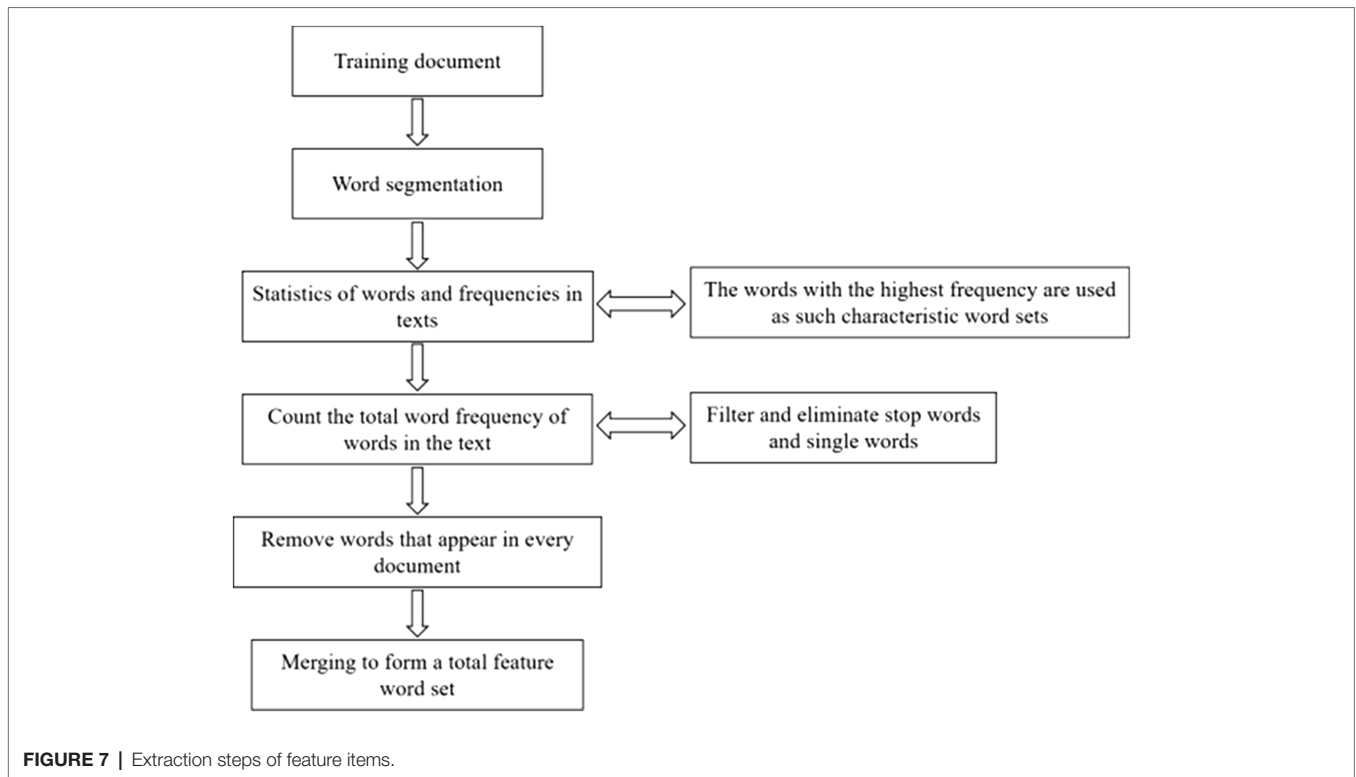 Training document
Word segmentation
Statistics of words and frequencies in
texts
The words with the highest frequency are used
as such characteristic word sets
Count the total word frequency of
words in the text
Filter and eliminate stop words
and single words
Remove words that appear in every
document
Merging to form a total feature
word set
FIGURE 7 | Extraction steps of feature items.